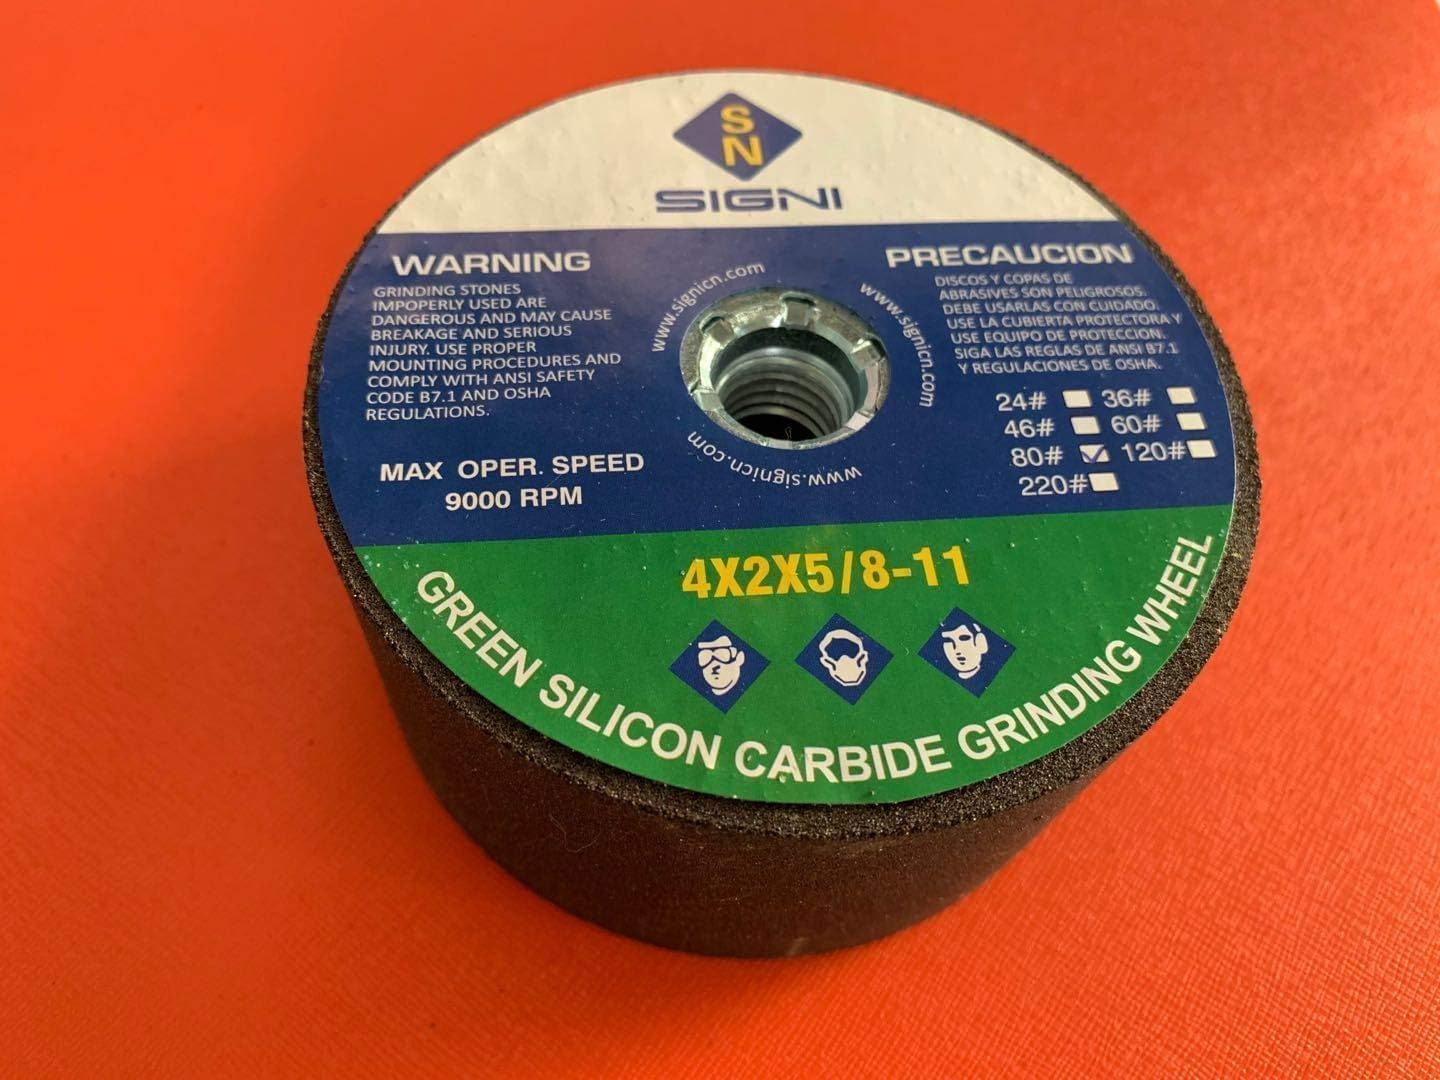 S
N
SIGNI
WARNING
GRINDING STONES
IMPOPERLY USED ARE
DANGEROUS AND MAY CAUSE
BREAKAGE AND SERIOUS
INJURY. USE PROPER
MOUNTING PROCEDURES AND
COMPLY WITH ANSI SAFETY
CODE B7.1 AND OSHA
REGULATIONS.
MAX OPER. SPEED
9000 RPM
www.signicn.com
www.signicn.com
www.signicn.com
PRECAUCION
DISCOS Y COPAS DE
ABRASIVES SON PELIGROSOS.
DEBE USARLAS CON CUIDADO.
USE LA CUBIERTA PROTECTORA Y
USE EQUIPO DE PROTECCION.
SIGA LAS REGLAS DE ANSI B7.1
Y REGULACIONES DE OSHA.
24# 36#
46# 60#
80# 120#
220#
4X2X5/8-11
GREEN SILICON CARBIDE GRINDING WHEEL